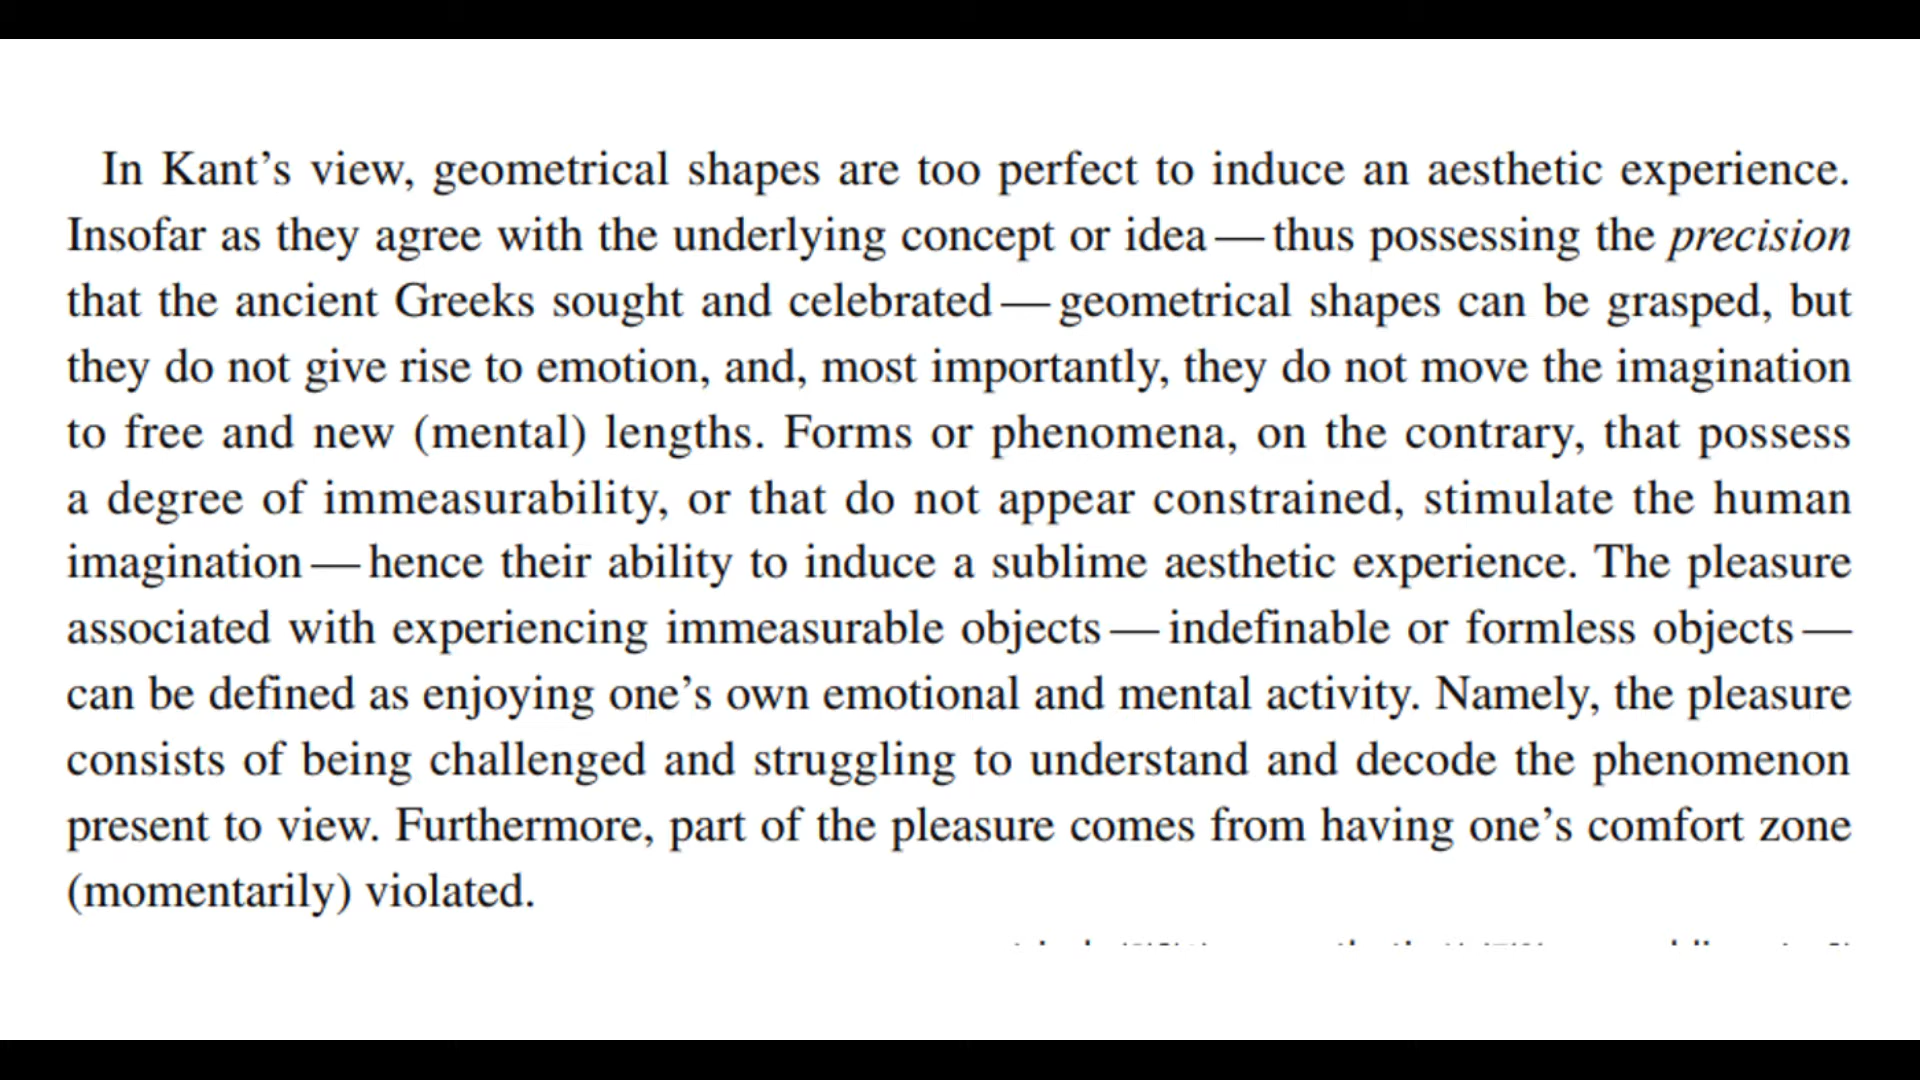 In Kant’s view, geometrical shapes are too perfect to induce an aesthetic experience.
Insofar as they agree with the underlying concept or idea — thus possessing the precision
that the ancient Greeks sought and celebrated — geometrical shapes can be grasped, but
they do not give rise to emotion, and, most importantly, they do not move the imagination
to free and new (mental) lengths. Forms or phenomena, on the contrary, that possess
a degree of immeasurability, or that do not appear constrained, stimulate the human
imagination — hence their ability to induce a sublime aesthetic experience. The pleasure
associated with experiencing immeasurable objects — indefinable or formless objects —
can be defined as enjoying one’s own emotional and mental activity. Namely, the pleasure
consists of being challenged and struggling to understand and decode the phenomenon
present to view. Furthermore, part of the pleasure comes from having one’s comfort zone
(momentarily) violated.